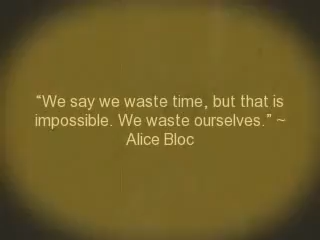 “We say we waste time, but that is
impossible. We waste ourselves.” ~
Alice Bloc